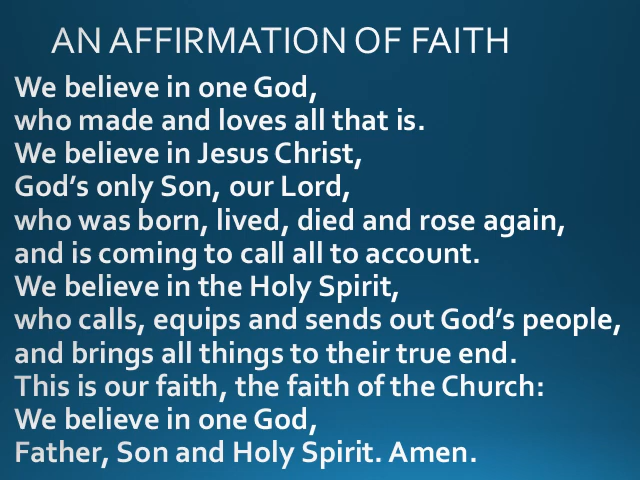 AN AFFIRMATION OF FAITH
We believe in one God,
who made and loves all that is.
We believe in Jesus Christ,
God’s only Son, our Lord,
who was born, lived, died and rose again,
and is coming to call all to account.
We believe in the Holy Spirit,
who calls, equips and sends out God’s people,
and brings all things to their true end.
This is our faith, the faith of the Church:
We believe in one God,
Father, Son and Holy Spirit. Amen.